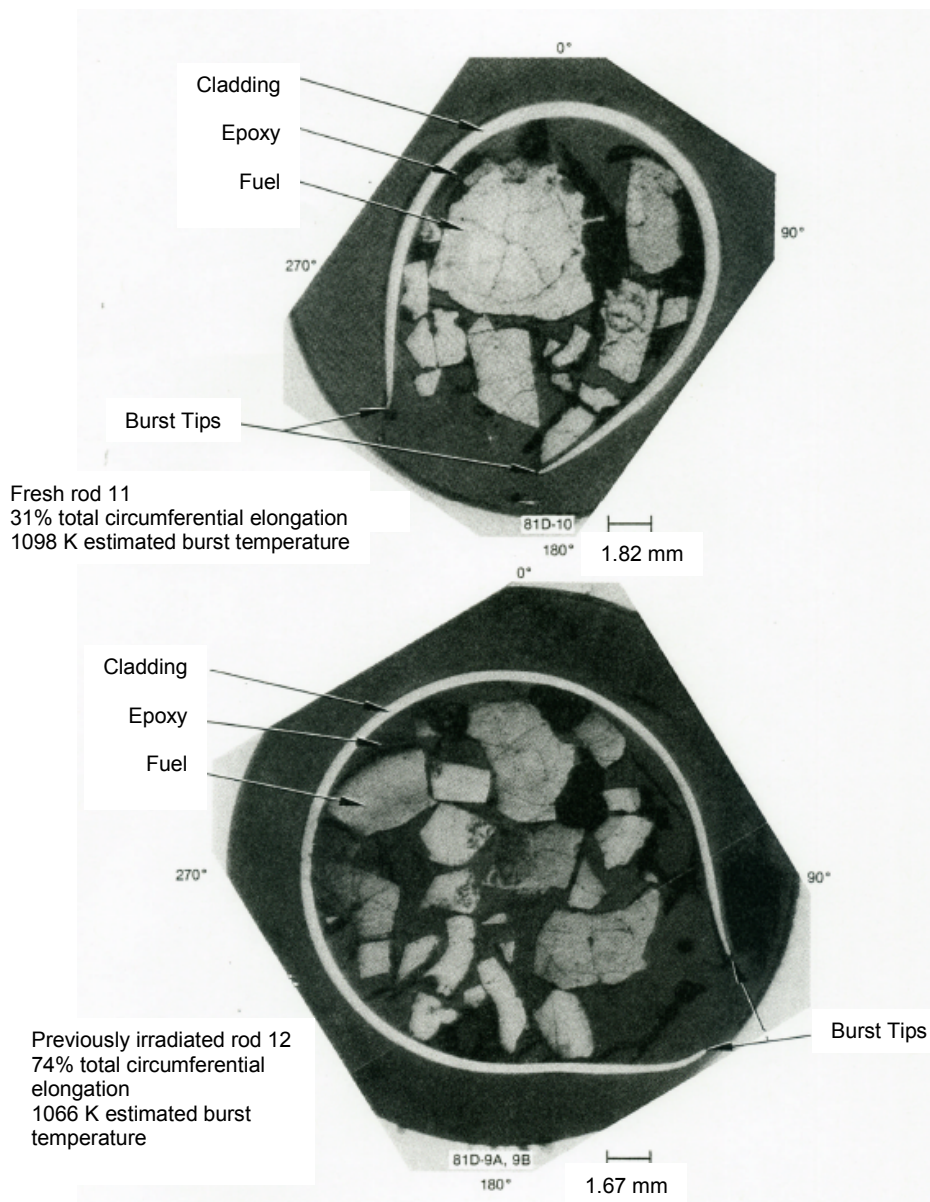 0°
Cladding
Epoxy
Fuel
90°
270°
Burst Tips
Fresh rod 11
31% total circumferential elongation
1098 K estimated burst temperature
81D-10
180°
1.82 mm
0°
Cladding
Epoxy
Fuel
270°
90°
Burst Tips
Previously irradiated rod 12
74% total circumferential
elongation
1066 K estimated burst
temperature
81D-9A, 9B
180°
1.67 mm